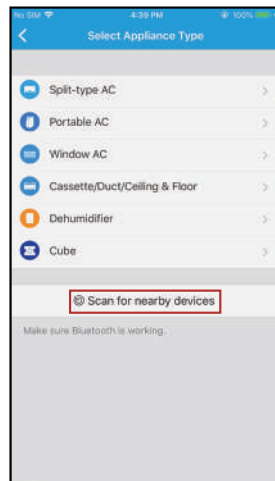 No SIM 4:39 PM 100%
Select Appliance Type
Split-type AC
Portable AC
Window AC
Cassette/Duct/Ceiling & Floor
Dehumidifier
Cube
Scan for nearby devices
Make sure Bluetooth is working.